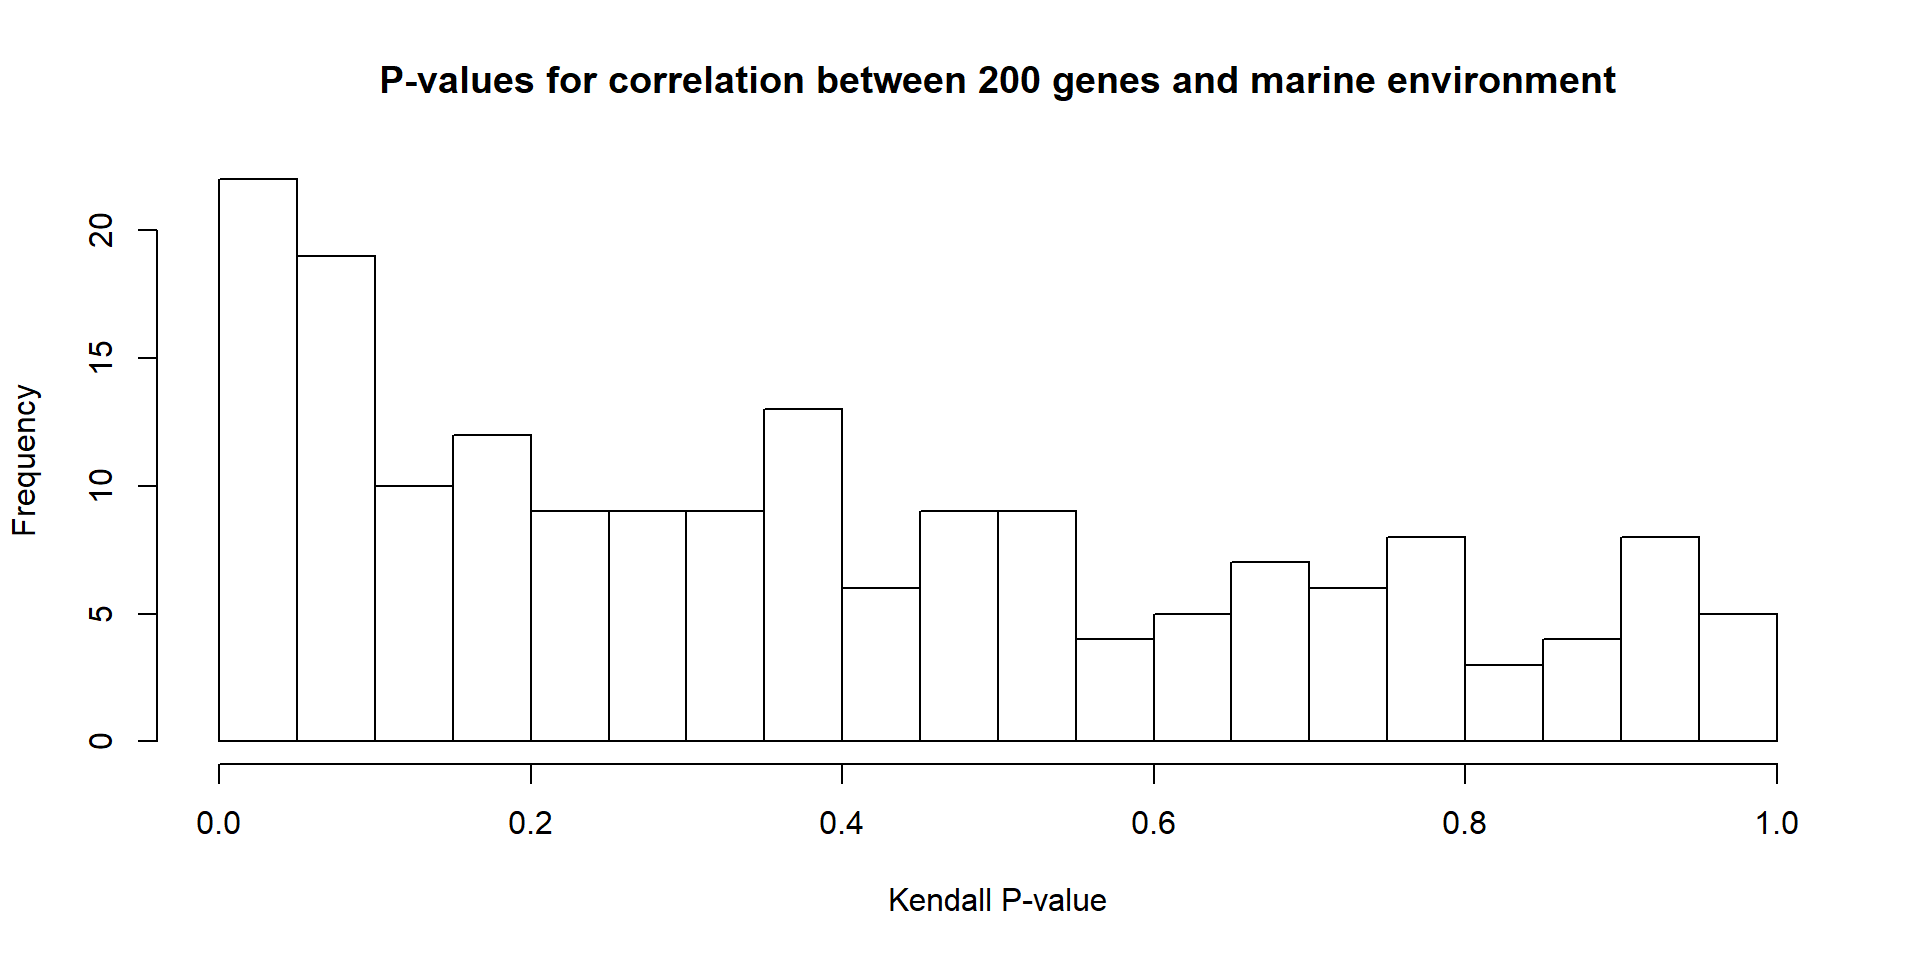 P-values for correlation between 200 genes and marine environment
Frequency
20
15
10
5
0
0.0 0.2 0.4 0.6 0.8 1.0
Kendall P-value